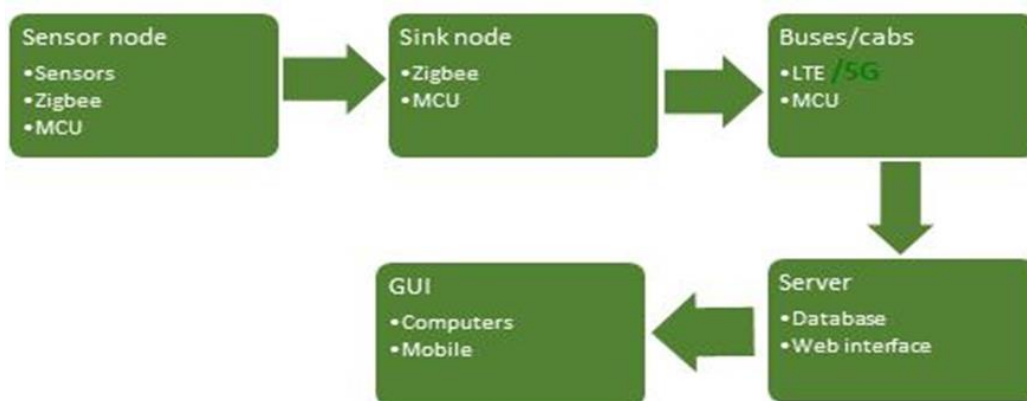 Sensor node
•Sensors
•Zigbee
•MCU
Sink node
•Zigbee
•MCU
Buses/cabs
•LTE /5G
•MCU
Server
•Database
•Web interface
GUI
•Computers
•Mobile